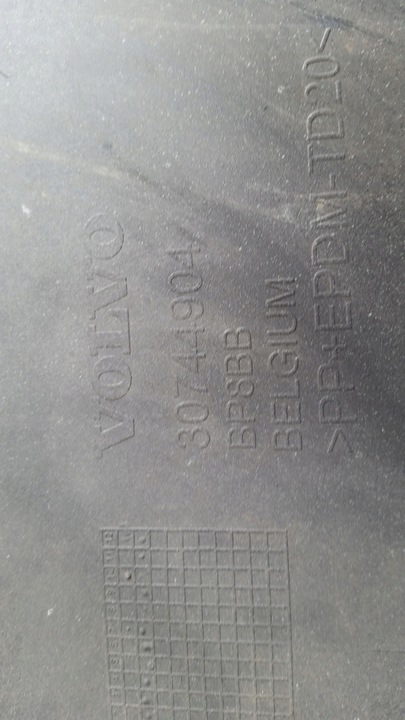 VOLVO
30744904
BP8BB
BELGIUM
>PP+EPDM-TD20<